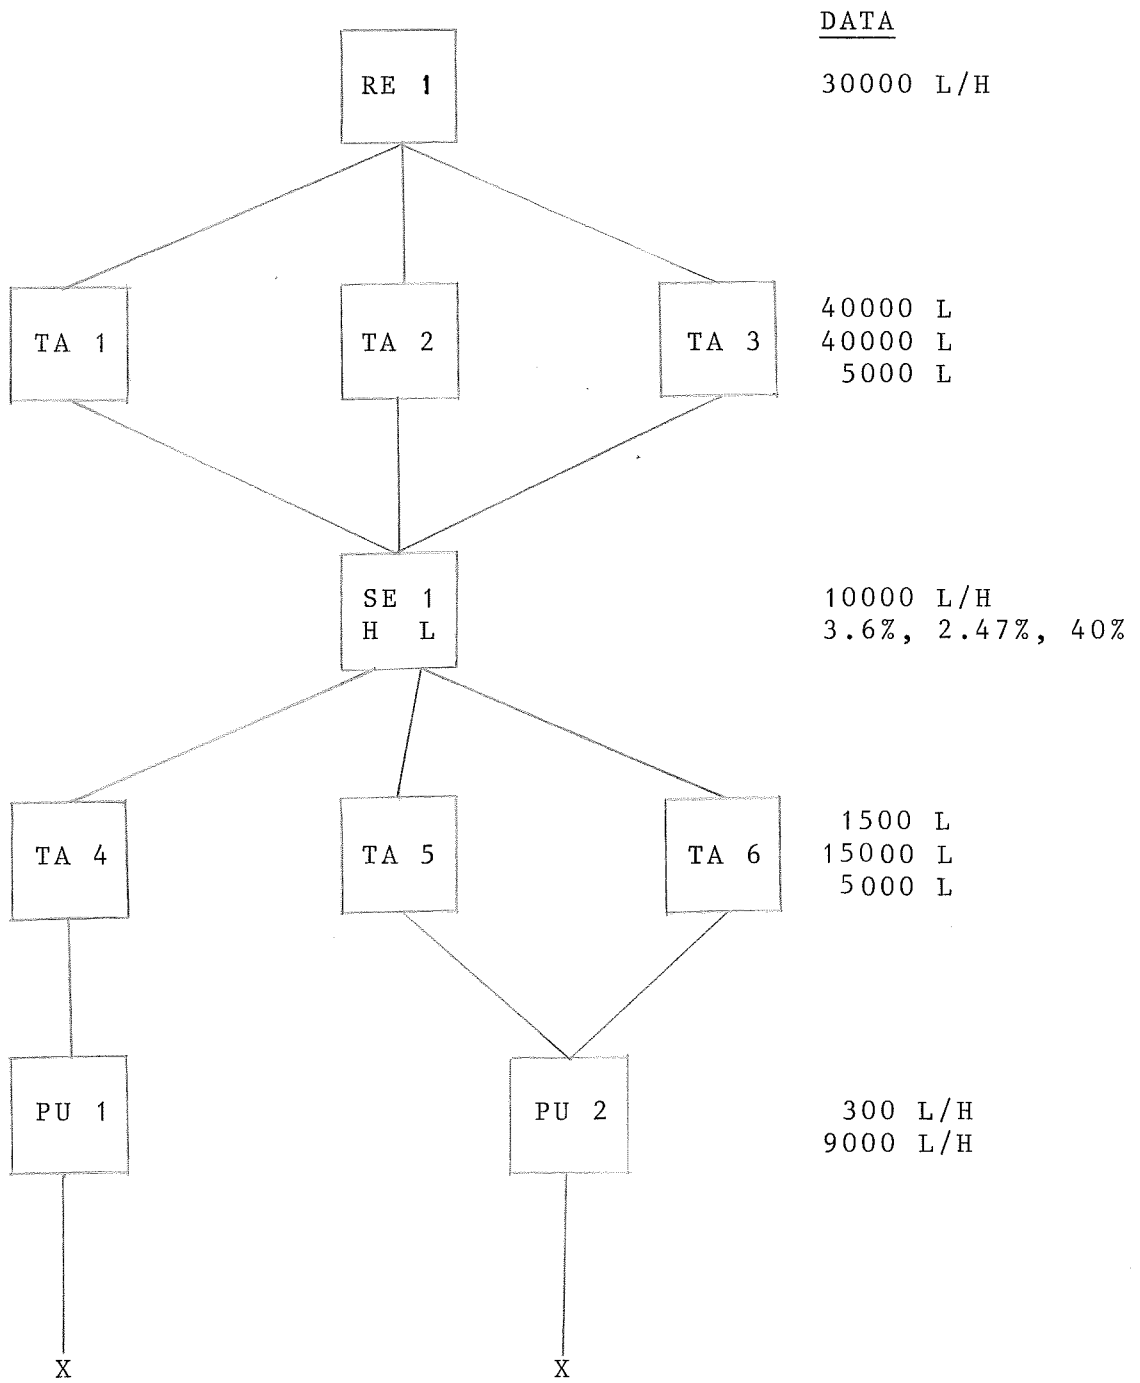 DATA
RE 1
30000 L/H
TA 1
TA 2
TA 3
40000 L
40000 L
5000 L
SE 1
H L
10000 L/H
3.6%, 2.47%, 40%
TA 4
TA 5
TA 6
1500 L
15000 L
5000 L
PU 1
PU 2
300 L/H
9000 L/H
X
X